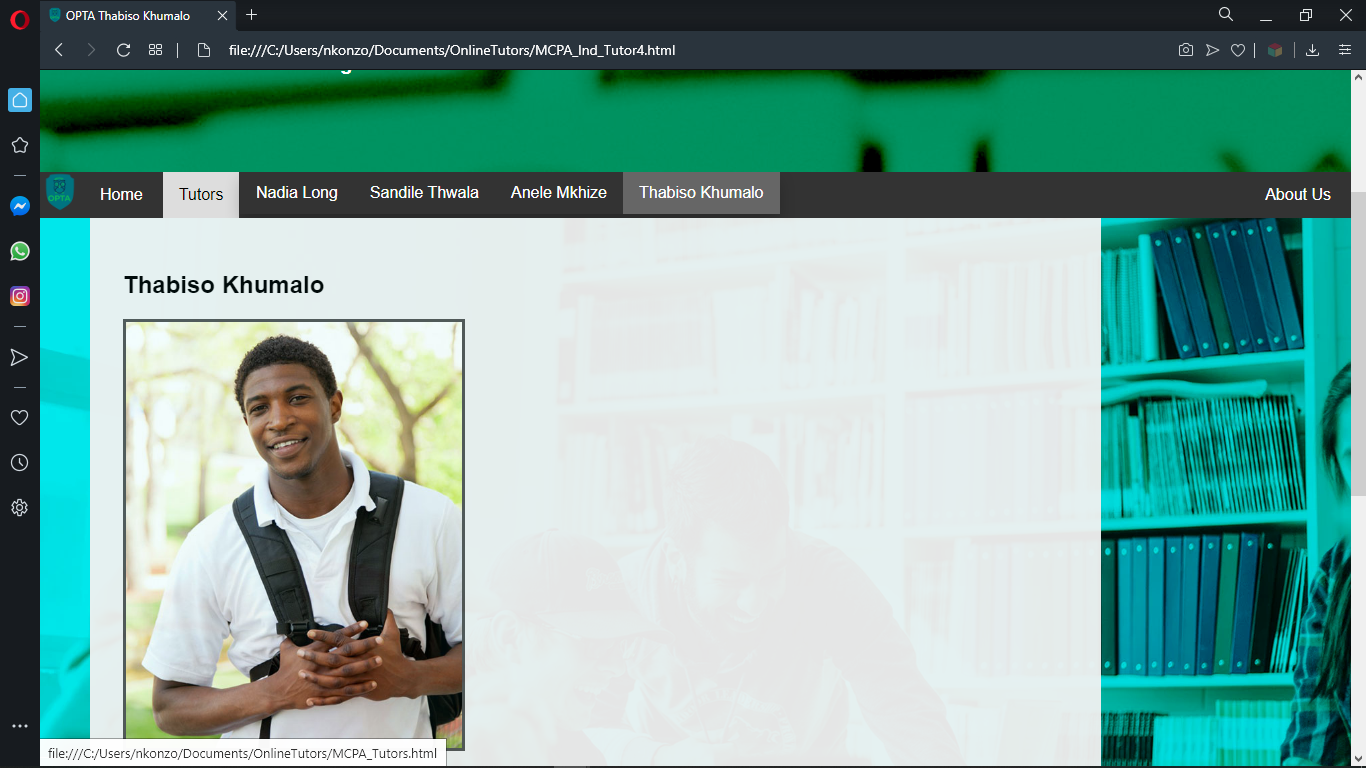 OPTA Thabiso Khumalo
file:///C:/Users/nkonzo/Documents/OnlineTutors/MCPA_Ind_Tutor4.html
OPTA
Home
Tutors
Nadia Long
Sandile Thwala
Anele Mkhize
Thabiso Khumalo
About Us
Thabiso Khumalo
file:///C:/Users/nkonzo/Documents/OnlineTutors/MCPA_Tutors.html